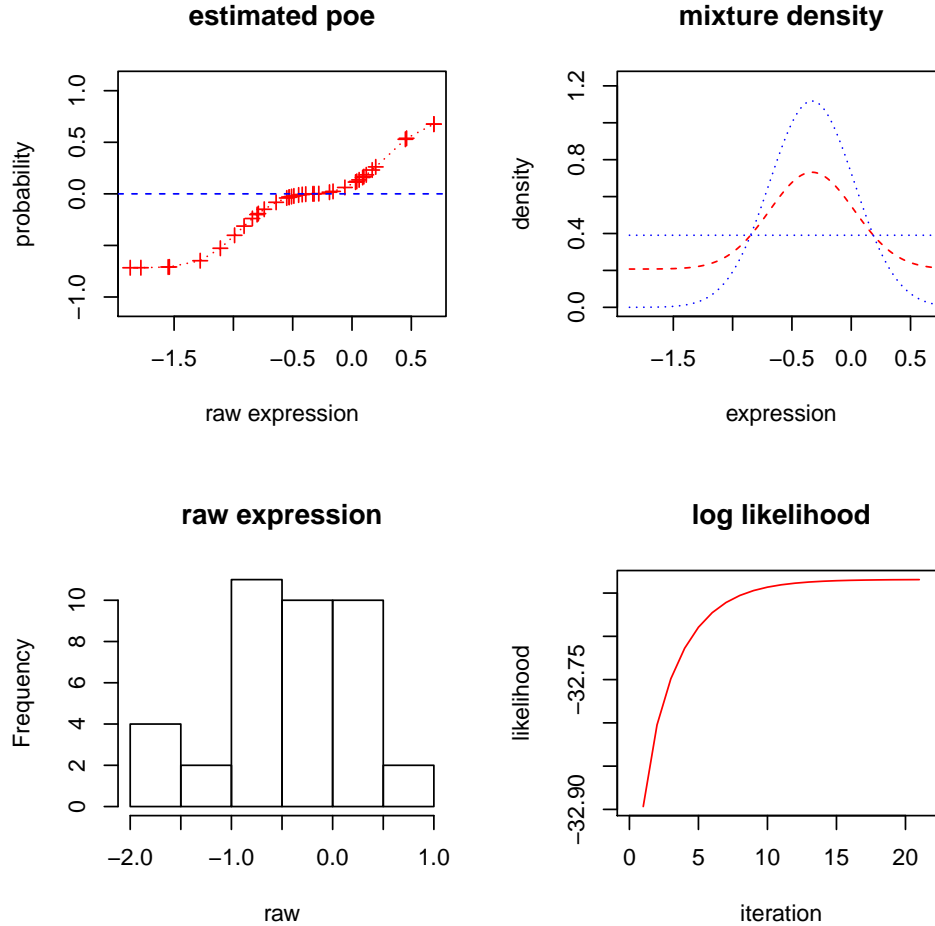 estimated poe
probability
1.0
0.5
0.0
−1.0
−1.5
−0.5
0.0
0.5
raw expression
mixture density
density
1.2
0.8
0.4
0.0
−1.5
−0.5
0.0
0.5
expression
raw expression
Frequency
10
8
6
4
2
0
−2.0
−1.0
0.0
1.0
raw
log likelihood
likelihood
−32.75
−32.90
0
5
10
15
20
iteration